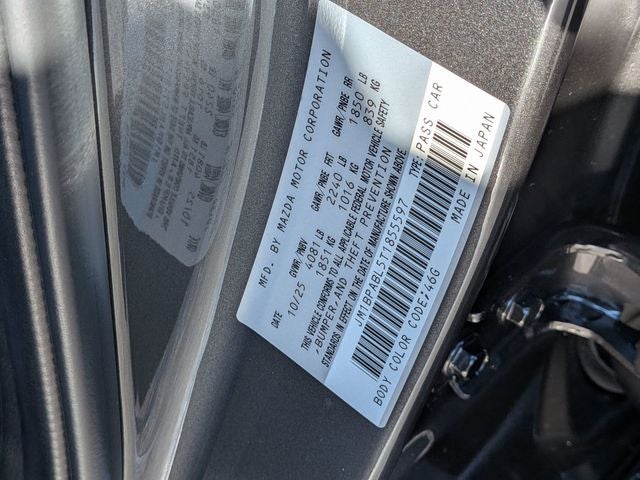 MFD. BY MAZDA MOTOR CORPORATION
DATE GVWR/PNBV GAWR/PNBE FRT GAWR/PNBE RR
10/25 4081 LB 2240 LB 1850 LB
1851 KG 1016 KG 839 KG
THIS VEHICLE CONFORMS TO ALL APPLICABLE FEDERAL MOTOR VEHICLE SAFETY
, BUMPER, AND THEFT PREVENTION
STANDARDS IN EFFECT ON THE DATE OF MANUFACTURE SHOWN ABOVE.
JM1BPABL5T1855597 TYPE: PASS CAR
BODY COLOR CODE:46G MADE IN JAPAN